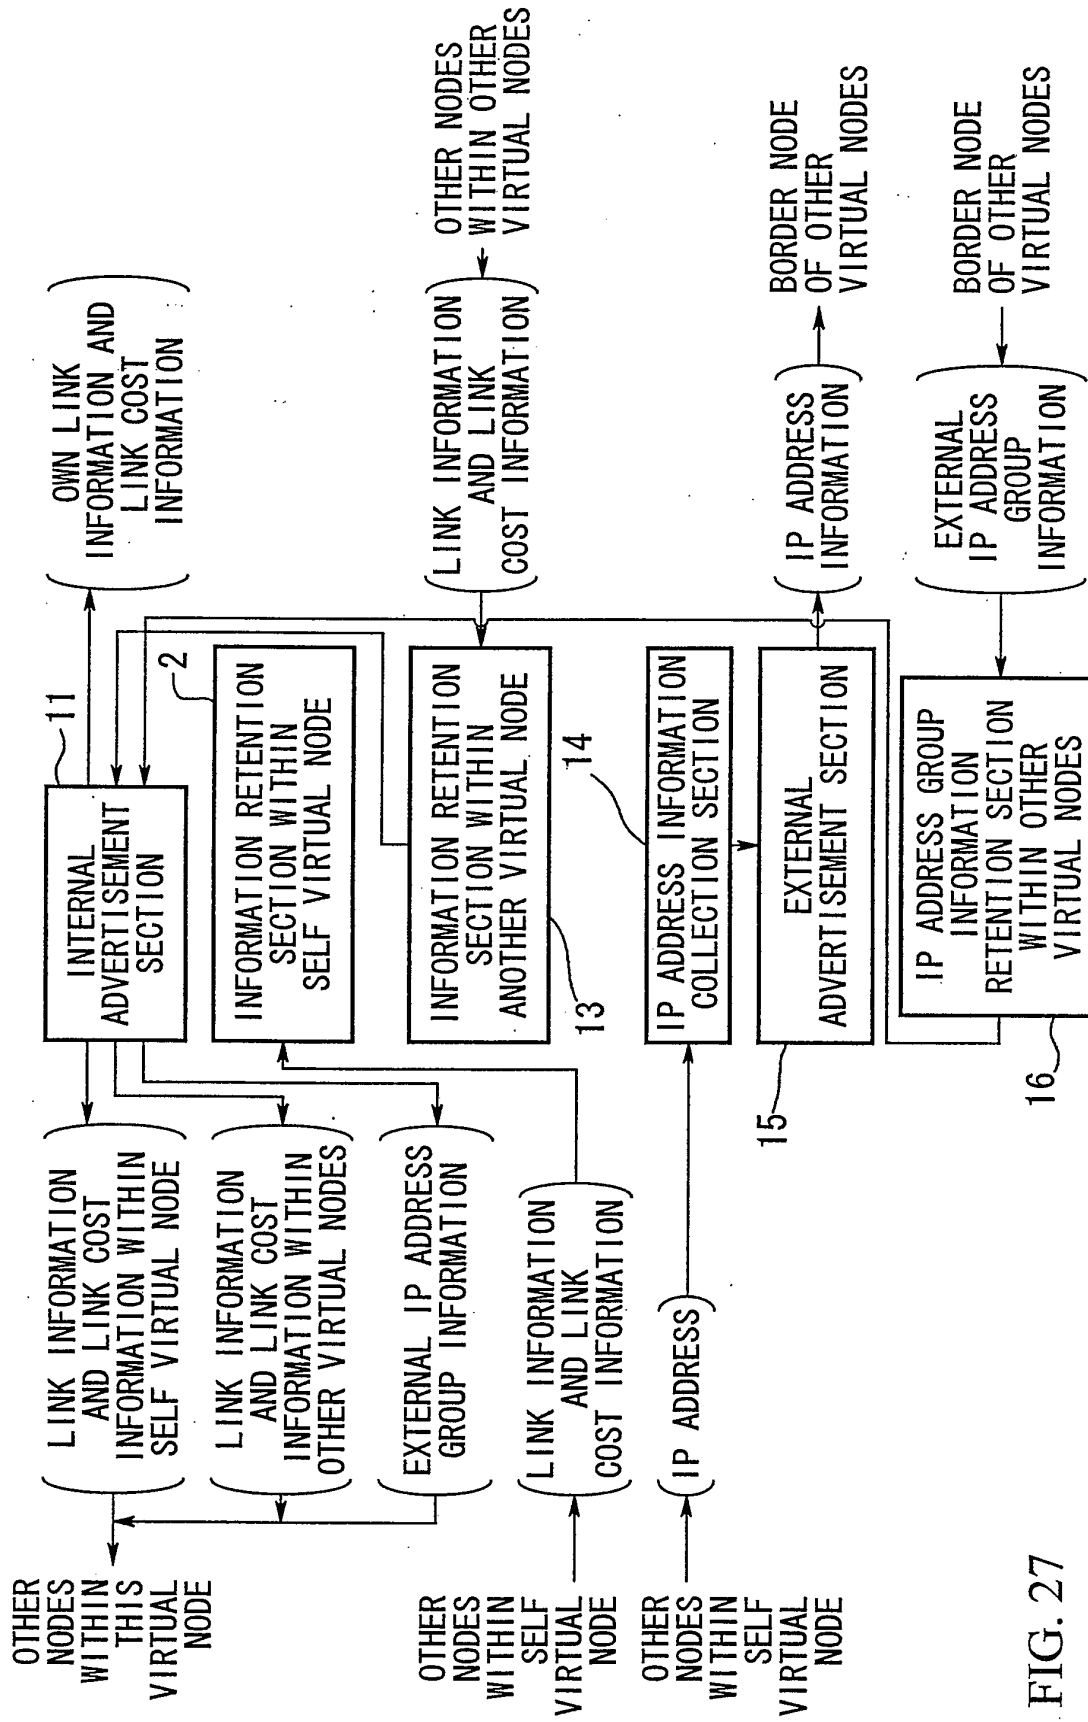 OTHER
NODES
WITHIN
THIS
VIRTUAL
NODE
LINK INFORMATION
AND LINK COST
INFORMATION WITHIN
SELF VIRTUAL NODE
LINK INFORMATION
AND LINK COST
INFORMATION WITHIN
OTHER VIRTUAL NODES
EXTERNAL IP ADDRESS
GROUP INFORMATION
11
INTERNAL
ADVERTISEMENT
SECTION
OWN LINK
INFORMATION AND
LINK COST
INFORMATION
2
INFORMATION RETENTION
SECTION WITHIN
SELF VIRTUAL NODE
OTHER
NODES
WITHIN
SELF
VIRTUAL
NODE
LINK INFORMATION
AND LINK
COST INFORMATION
13
INFORMATION RETENTION
SECTION WITHIN
ANOTHER VIRTUAL NODE
LINK INFORMATION
AND LINK
COST INFORMATION
OTHER NODES
WITHIN OTHER
VIRTUAL NODES
OTHER
NODES
WITHIN
SELF
VIRTUAL
NODE
IP ADDRESS
14
IP ADDRESS INFORMATION
COLLECTION SECTION
15
EXTERNAL
ADVERTISEMENT SECTION
IP ADDRESS
INFORMATION
BORDER NODE
OF OTHER
VIRTUAL NODES
16
IP ADDRESS GROUP
INFORMATION
RETENTION SECTION
WITHIN OTHER
VIRTUAL NODES
EXTERNAL
IP ADDRESS
GROUP
INFORMATION
BORDER NODE
OF OTHER
VIRTUAL NODES
FIG. 27